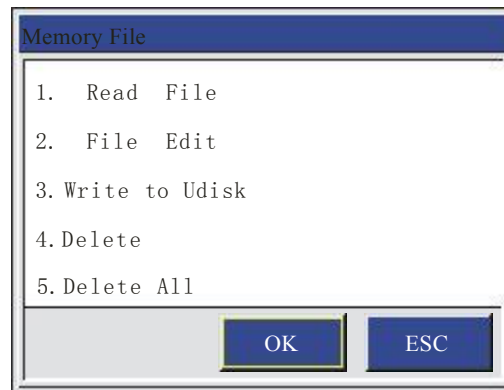 Memory File
1. Read File
2. File Edit
3. Write to Udisk
4. Delete
5. Delete All
OK ESC